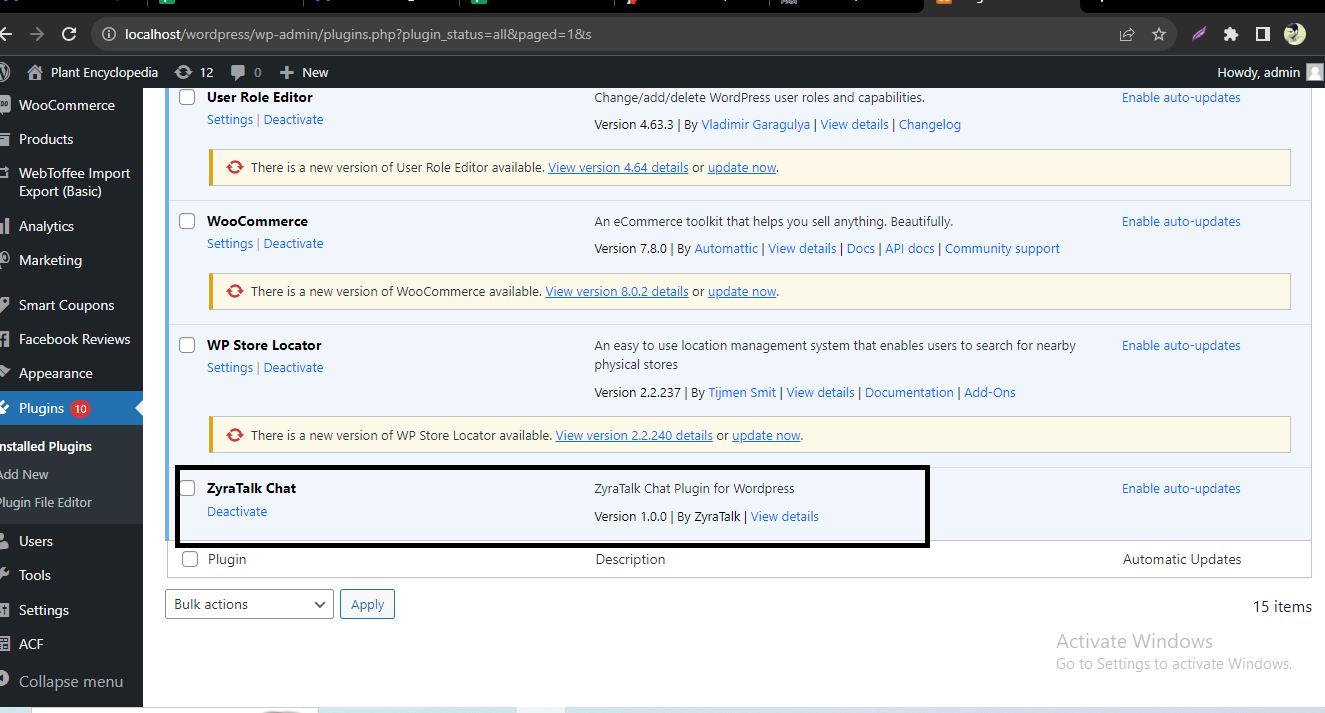 localhost/wordpress/wp-admin/plugins.php?plugin_status=all&paged=1&s
Plant Encyclopedia 12 0 New Howdy, admin
WooCommerce
Products
WebToffee Import
Export (Basic)
Analytics
Marketing
Smart Coupons
Facebook Reviews
Appearance
Plugins 10
nstalled Plugins
Add New
Plugin File Editor
Users
Tools
Settings
ACF
Collapse menu
User Role Editor Change/add/delete WordPress user roles and capabilities. Enable auto-updates
Settings | Deactivate
Version 4.63.3 | By Vladimir Garagulya | View details | Changelog
There is a new version of User Role Editor available. View version 4.64 details or update now.
WooCommerce An eCommerce toolkit that helps you sell anything. Beautifully. Enable auto-updates
Settings | Deactivate
Version 7.8.0 | By Automattic | View details | Docs | API docs | Community support
There is a new version of WooCommerce available. View version 8.0.2 details or update now.
WP Store Locator An easy to use location management system that enables users to search for nearby Enable auto-updates
Settings | Deactivate physical stores
Version 2.2.237 | By Tijmen Smit | View details | Documentation | Add-Ons
There is a new version of WP Store Locator available. View version 2.2.240 details or update now.
ZyraTalk Chat ZyraTalk Chat Plugin for Wordpress Enable auto-updates
Deactivate
Version 1.0.0 | By ZyraTalk | View details
Plugin Description Automatic Updates
Bulk actions Apply
15 items
Activate Windows
Go to Settings to activate Windows.